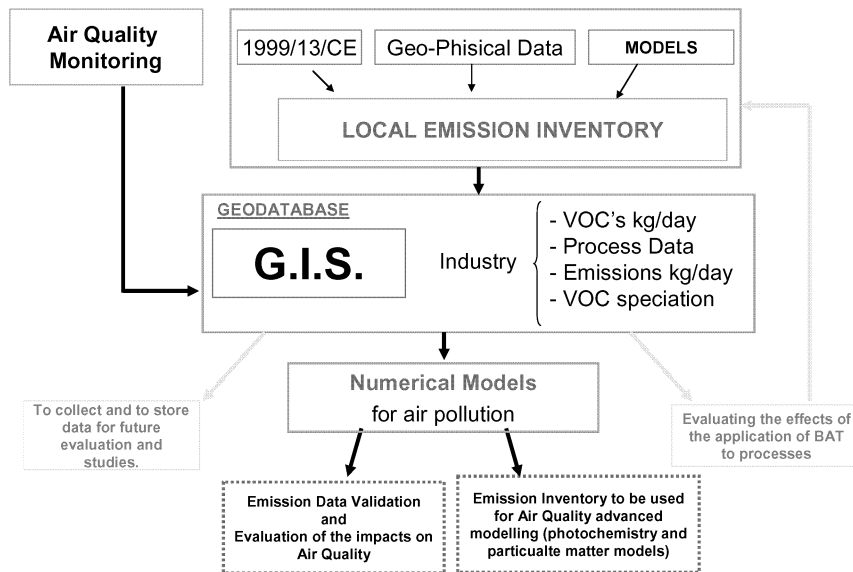 Air Quality
Monitoring
1999/13/CE
Geo-Phisical Data
MODELS
LOCAL EMISSION INVENTORY
GEODATABASE
G.I.S.
Industry
- VOC's kg/day
- Process Data
- Emissions kg/day
- VOC speciation
Numerical Models
for air pollution
To collect and to store
data for future
evaluation and
studies.
Evaluating the effects of
the application of BAT
to processes
Emission Data Validation
and
Evaluation of the impacts on
Air Quality
Emission Inventory to be used
for Air Quality advanced
modelling (photochemistry and
particualte matter models)